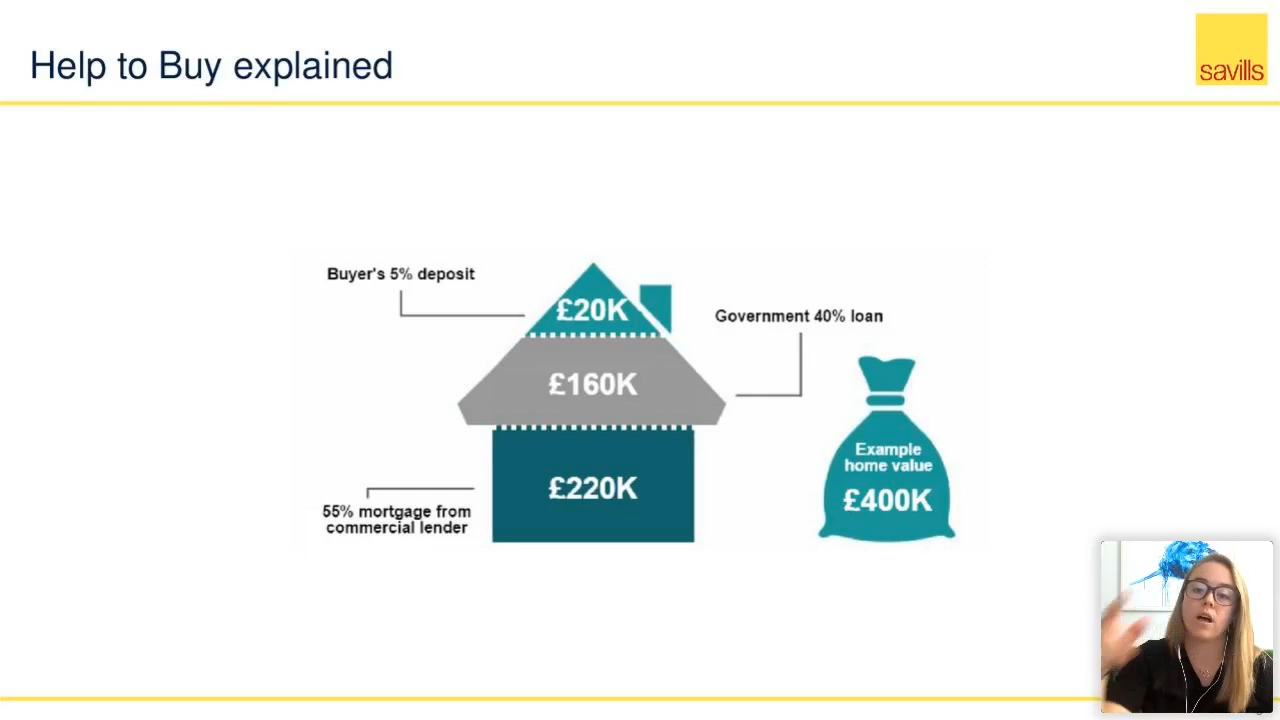 Help to Buy explained
savills
Buyer's 5% deposit
£20K
Government 40% loan
£160K
Example
home value
£400K
£220K
55% mortgage from
commercial lender